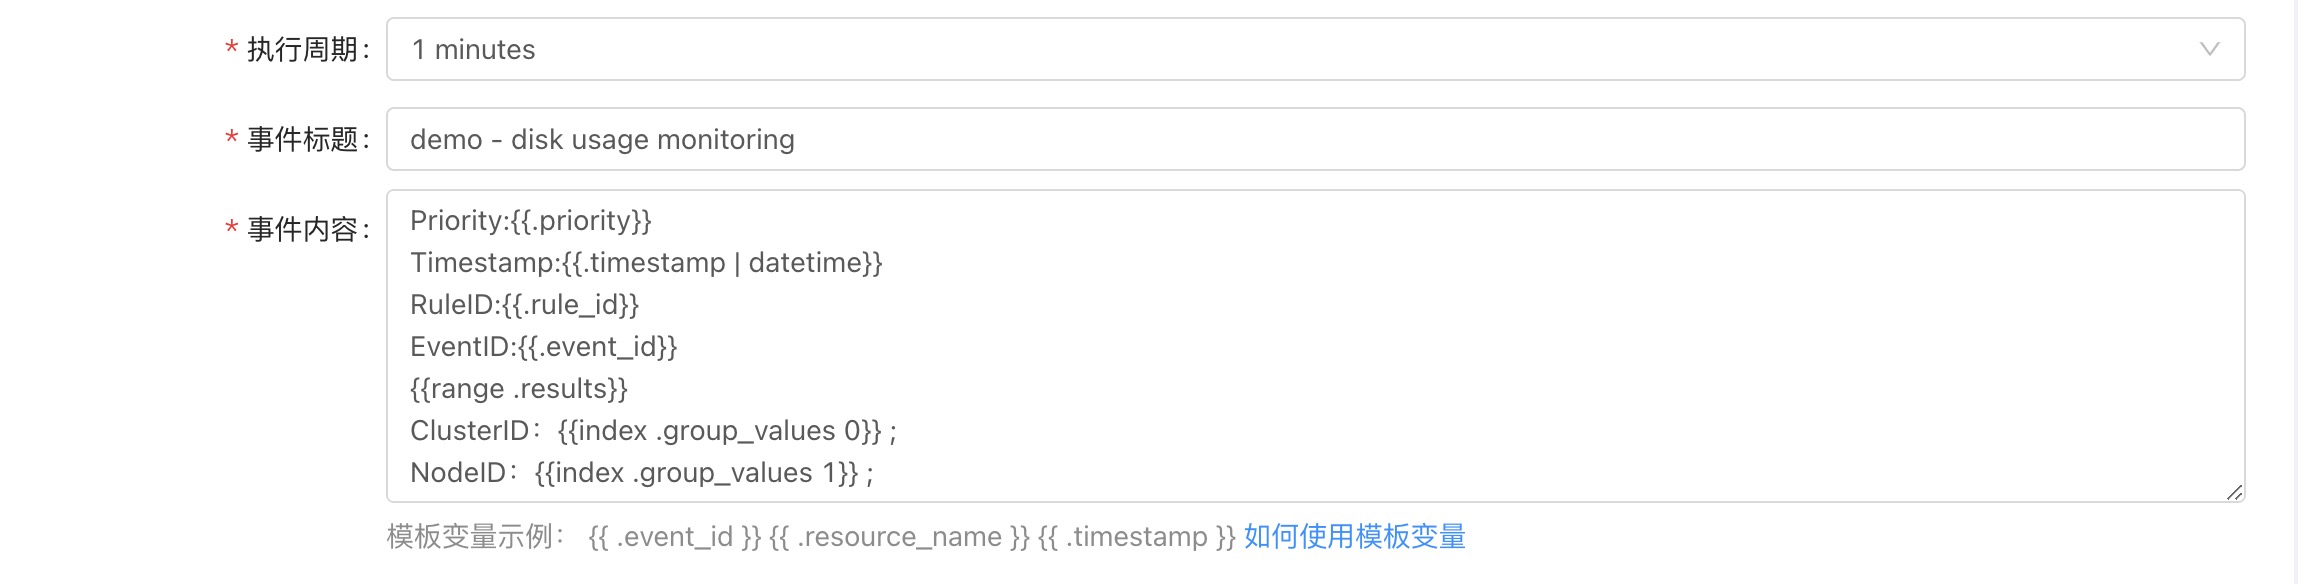 * 执行周期: 1 minutes
* 事件标题: demo - disk usage monitoring
* 事件内容: Priority:{{.priority}}
Timestamp:{{.timestamp | datetime}}
RuleID:{{.rule_id}}
EventID:{{.event_id}}
{{range .results}}
ClusterID：{{index .group_values 0}} ;
NodeID：{{index .group_values 1}} ;
模板变量示例： {{ .event_id }} {{ .resource_name }} {{ .timestamp }} 如何使用模板变量